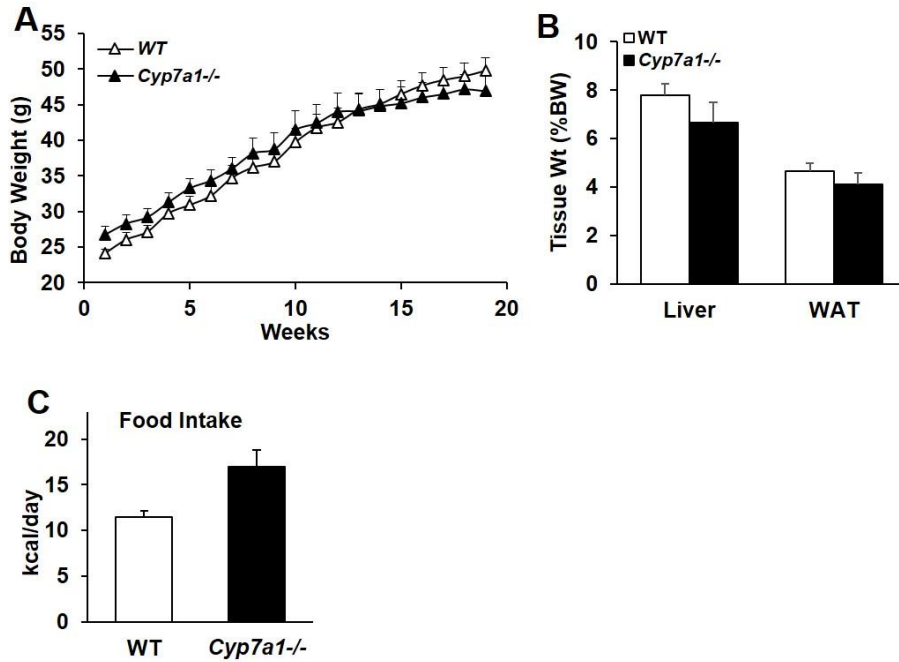 A
55
50
45
40
35
30
25
20
Body Weight (g)
WT
Cyp7a1-/-
0 5 10 15 20
Weeks
B
10
8
6
4
2
0
Tissue Wt (%BW)
WT
Cyp7a1-/-
Liver WAT
C
Food Intake
20
15
10
5
0
kcal/day
WT Cyp7a1-/-